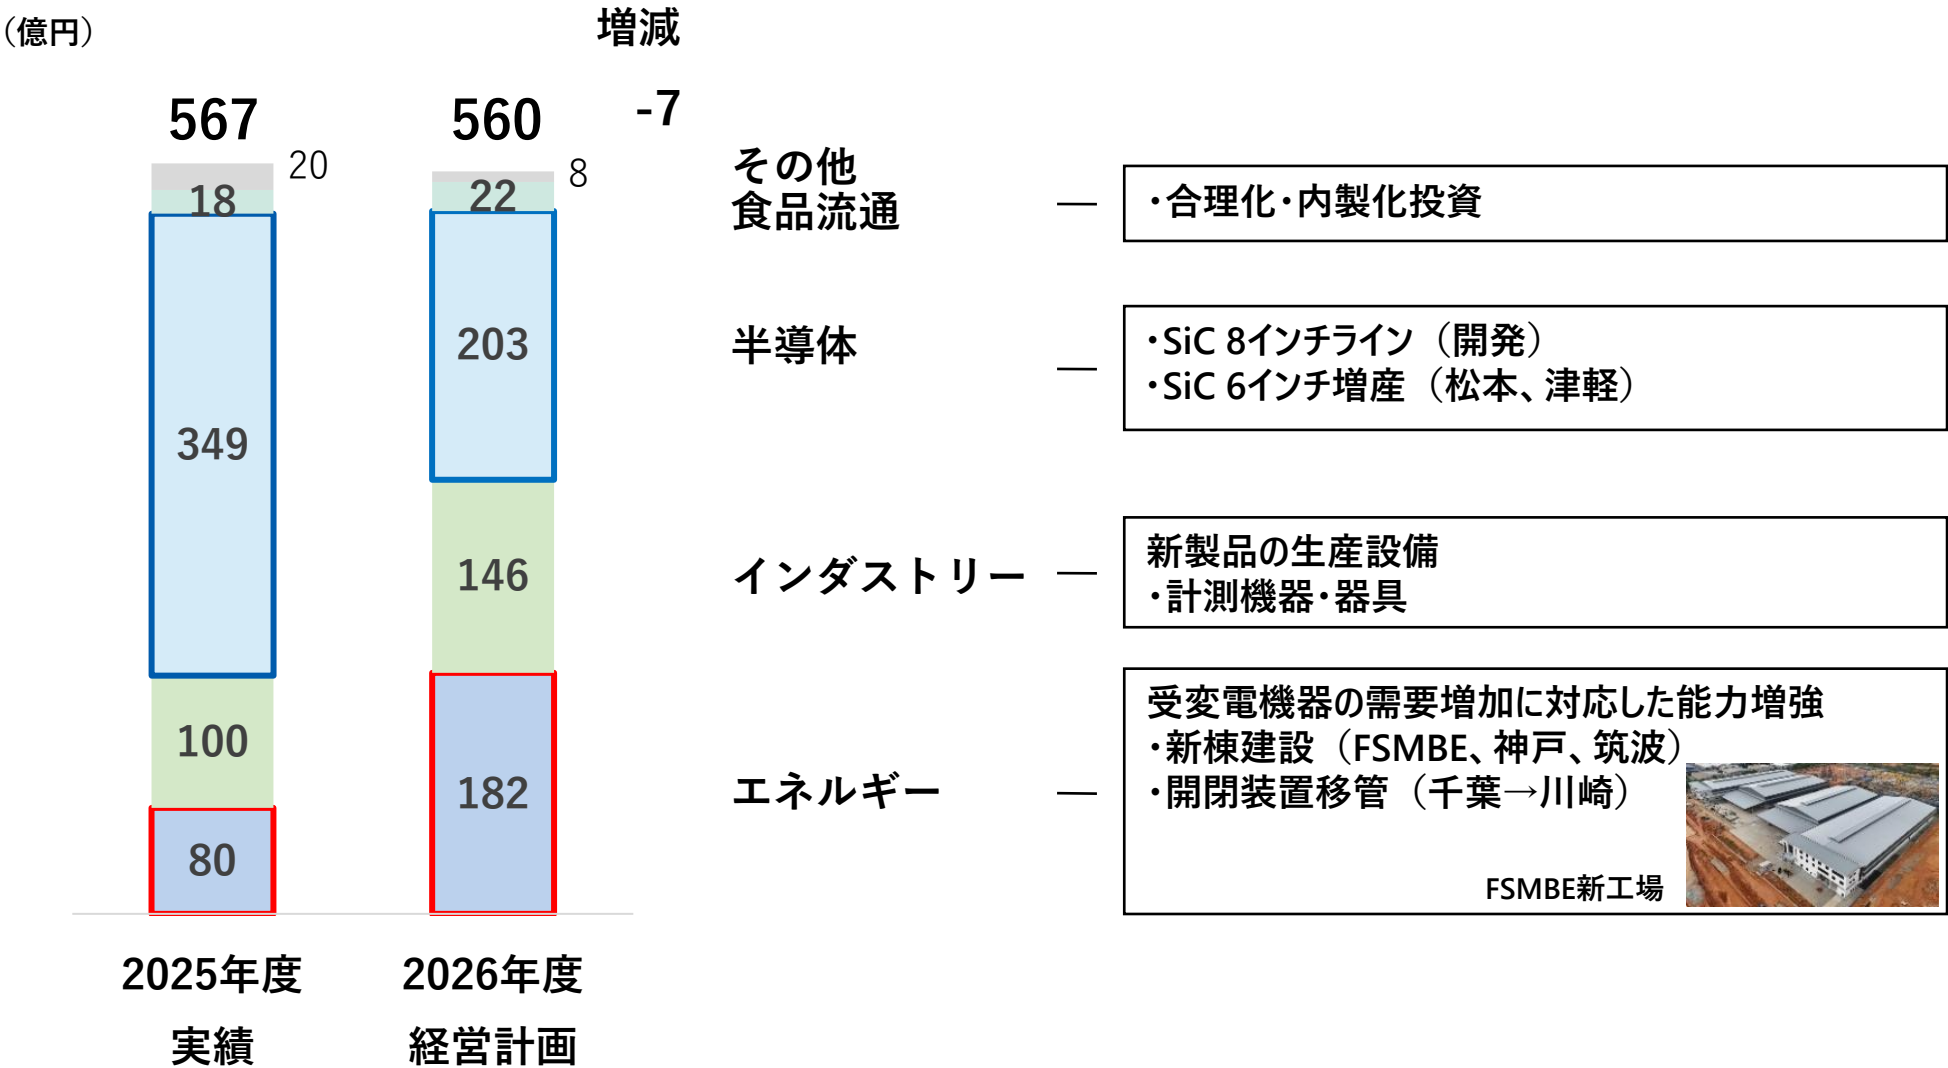 （億円）
増減
567
560
-7
20
8
18
22
349
203
100
146
80
182
2025年度
実績
2026年度
経営計画
その他
食品流通
・合理化・内製化投資
半導体
・SiC 8インチライン（開発）
・SiC 6インチ増産（松本、津軽）
インダストリー
新製品の生産設備
・計測機器・器具
エネルギー
受変電機器の需要増加に対応した能力増強
・新棟建設（FSMBE、神戸、筑波）
・開閉装置移管（千葉→川崎）
FSMBE新工場